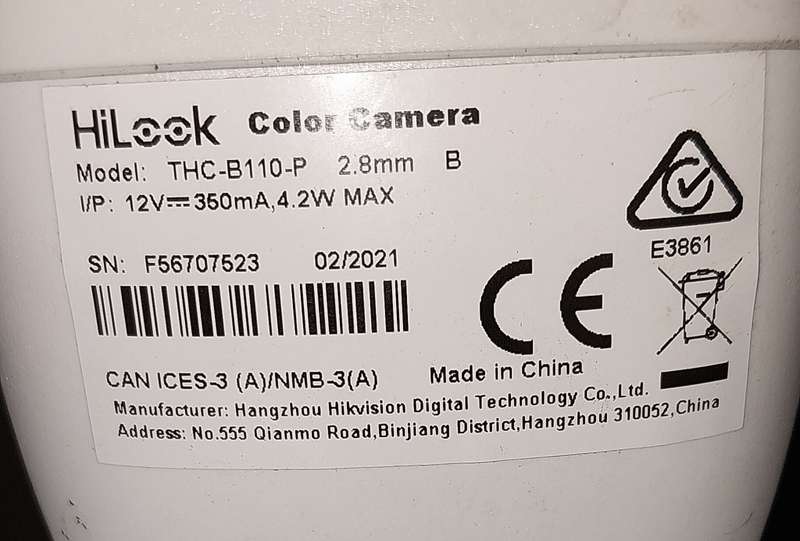 HiLook Color Camera
Model: THC-B110-P 2.8mm B
I/P: 12V⎓350mA,4.2W MAX
SN: F56707523 02/2021
E3861
CE
CAN ICES-3 (A)/NMB-3(A) Made in China
Manufacturer: Hangzhou Hikvision Digital Technology Co.,Ltd.
Address: No.555 Qianmo Road,Binjiang District,Hangzhou 310052,China